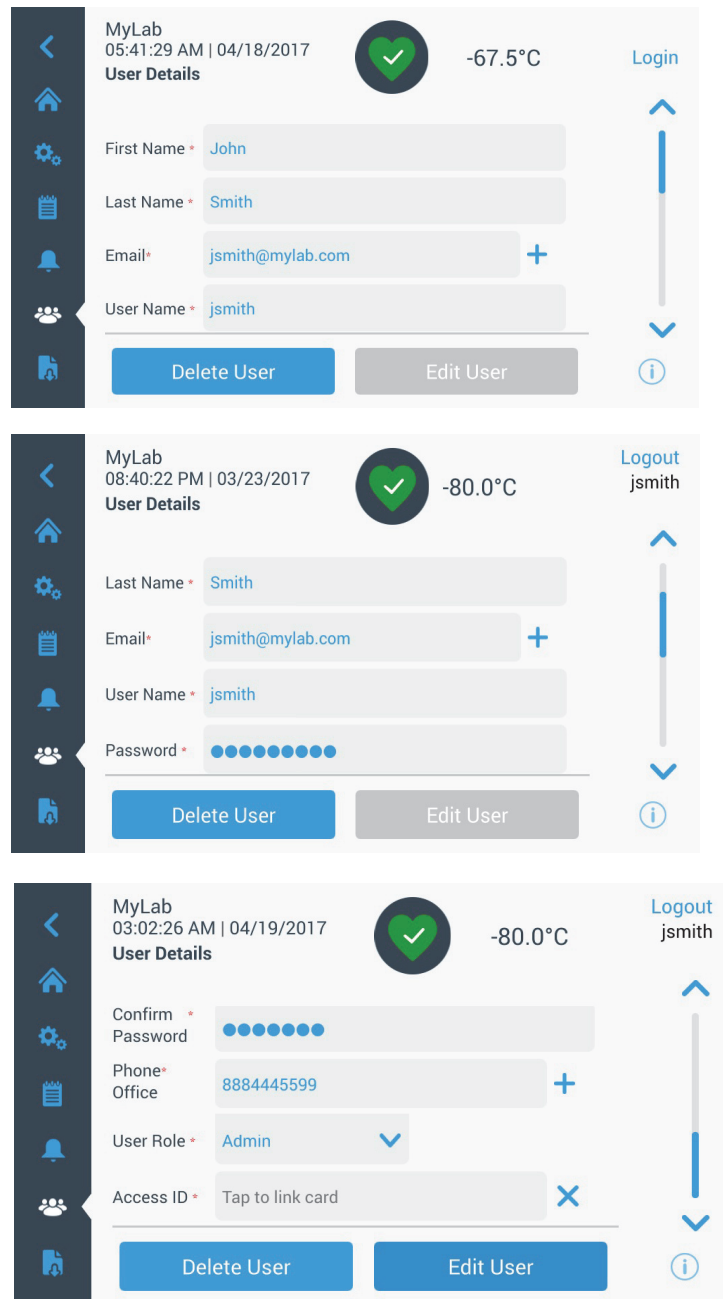 MyLab
05:41:29 AM | 04/18/2017
User Details
-67.5°C
Login
First Name * John
Last Name * Smith
Email* jsmith@mylab.com
User Name * jsmith
Delete User Edit User
MyLab
08:40:22 PM | 03/23/2017
User Details
-80.0°C
Logout
jsmith
Last Name * Smith
Email* jsmith@mylab.com
User Name * jsmith
Password * ●●●●●●●●●
Delete User Edit User
MyLab
03:02:26 AM | 04/19/2017
User Details
-80.0°C
Logout
jsmith
Confirm *
Password ●●●●●●●
Phone*
Office
8884445599
User Role * Admin
Access ID * Tap to link card
Delete User Edit User